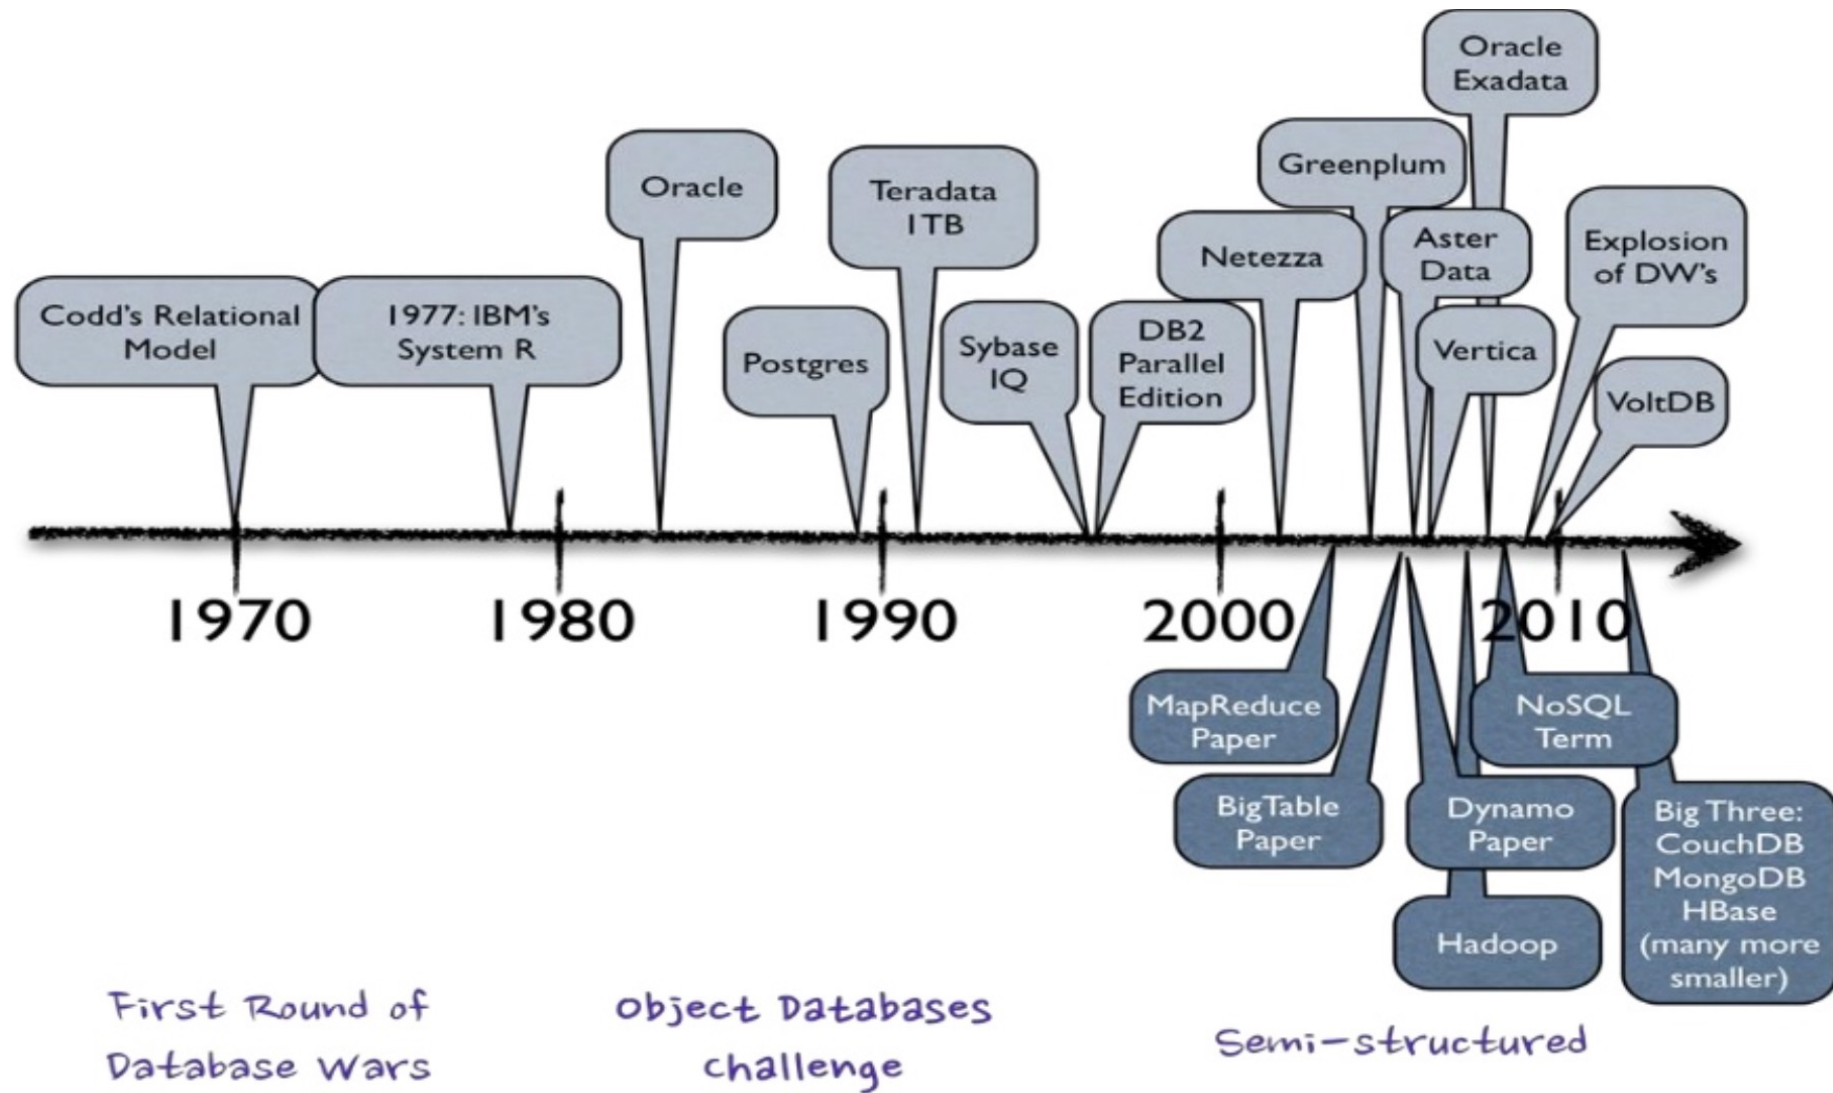 Oracle
Exadata
Oracle
Teradata
1TB
Greenplum
Netezza
Aster
Data
Explosion
of DW's
Codd's Relational
Model
1977: IBM's
System R
Postgres
Sybase
IQ
DB2
Parallel
Edition
Vertica
VoltDB
1970
1980
1990
2000
2010
MapReduce
Paper
NoSQL
Term
BigTable
Paper
Dynamo
Paper
Big Three:
CouchDB
MongoDB
HBase
(many more
smaller)
Hadoop
First Round of
Database Wars
Object Databases
challenge
Semi-structured